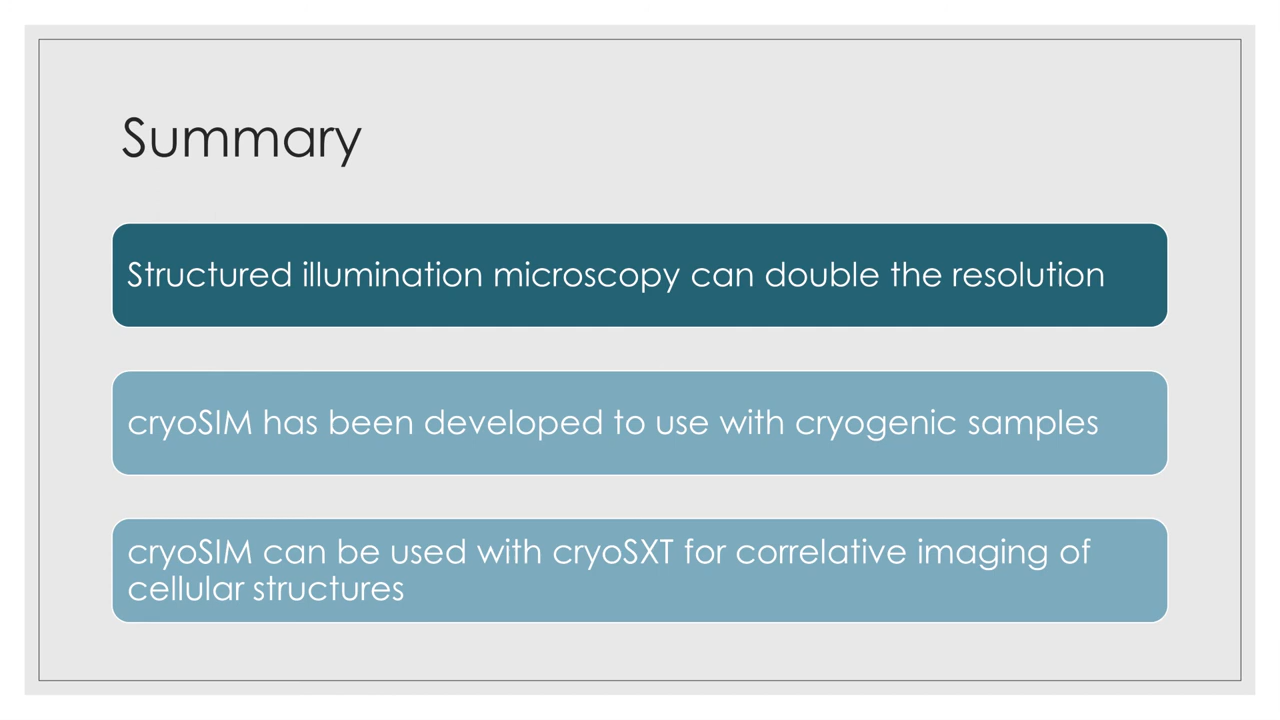 Summary
Structured illumination microscopy can double the resolution
cryoSIM has been developed to use with cryogenic samples
cryoSIM can be used with cryoSXT for correlative imaging of
cellular structures